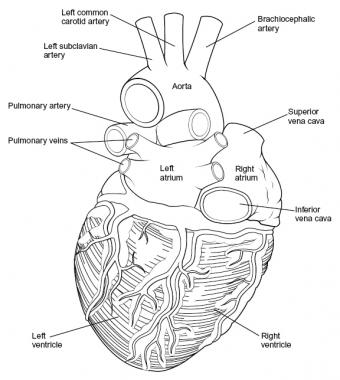 Left common
carotid artery
Brachiocephalic
artery
Left subclavian
artery
Aorta
Pulmonary artery
Superior
vena cava
Pulmonary veins
Left
atrium
Right
atrium
Inferior
vena cava
Left
ventricle
Right
ventricle